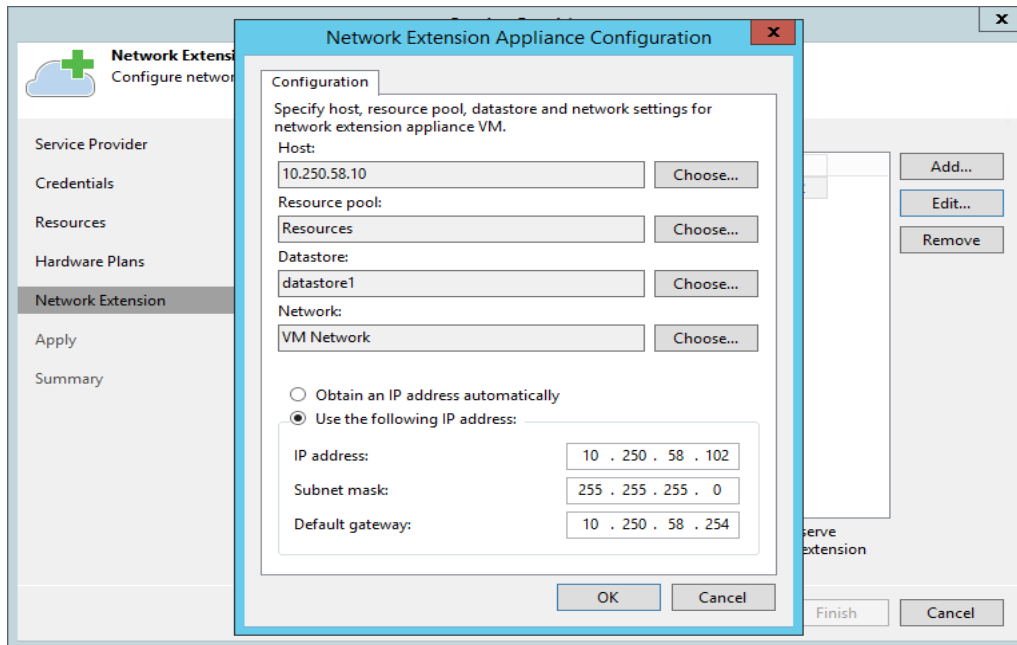 x
Network Extension Appliance Configuration
x
Network Extensi
Configure networ
Service Provider
Credentials
Resources
Hardware Plans
Network Extension
Apply
Summary
Configuration
Specify host, resource pool, datastore and network settings for
network extension appliance VM.
Host:
10.250.58.10
Choose...
Resource pool:
Resources
Choose...
Datastore:
datastore1
Choose...
Network:
VM Network
Choose...
Obtain an IP address automatically
Use the following IP address:
IP address:
10 . 250 . 58 . 102
Subnet mask:
255 . 255 . 255 . 0
Default gateway:
10 . 250 . 58 . 254
OK
Cancel
Add...
Edit...
Remove
serve
extension
Finish
Cancel